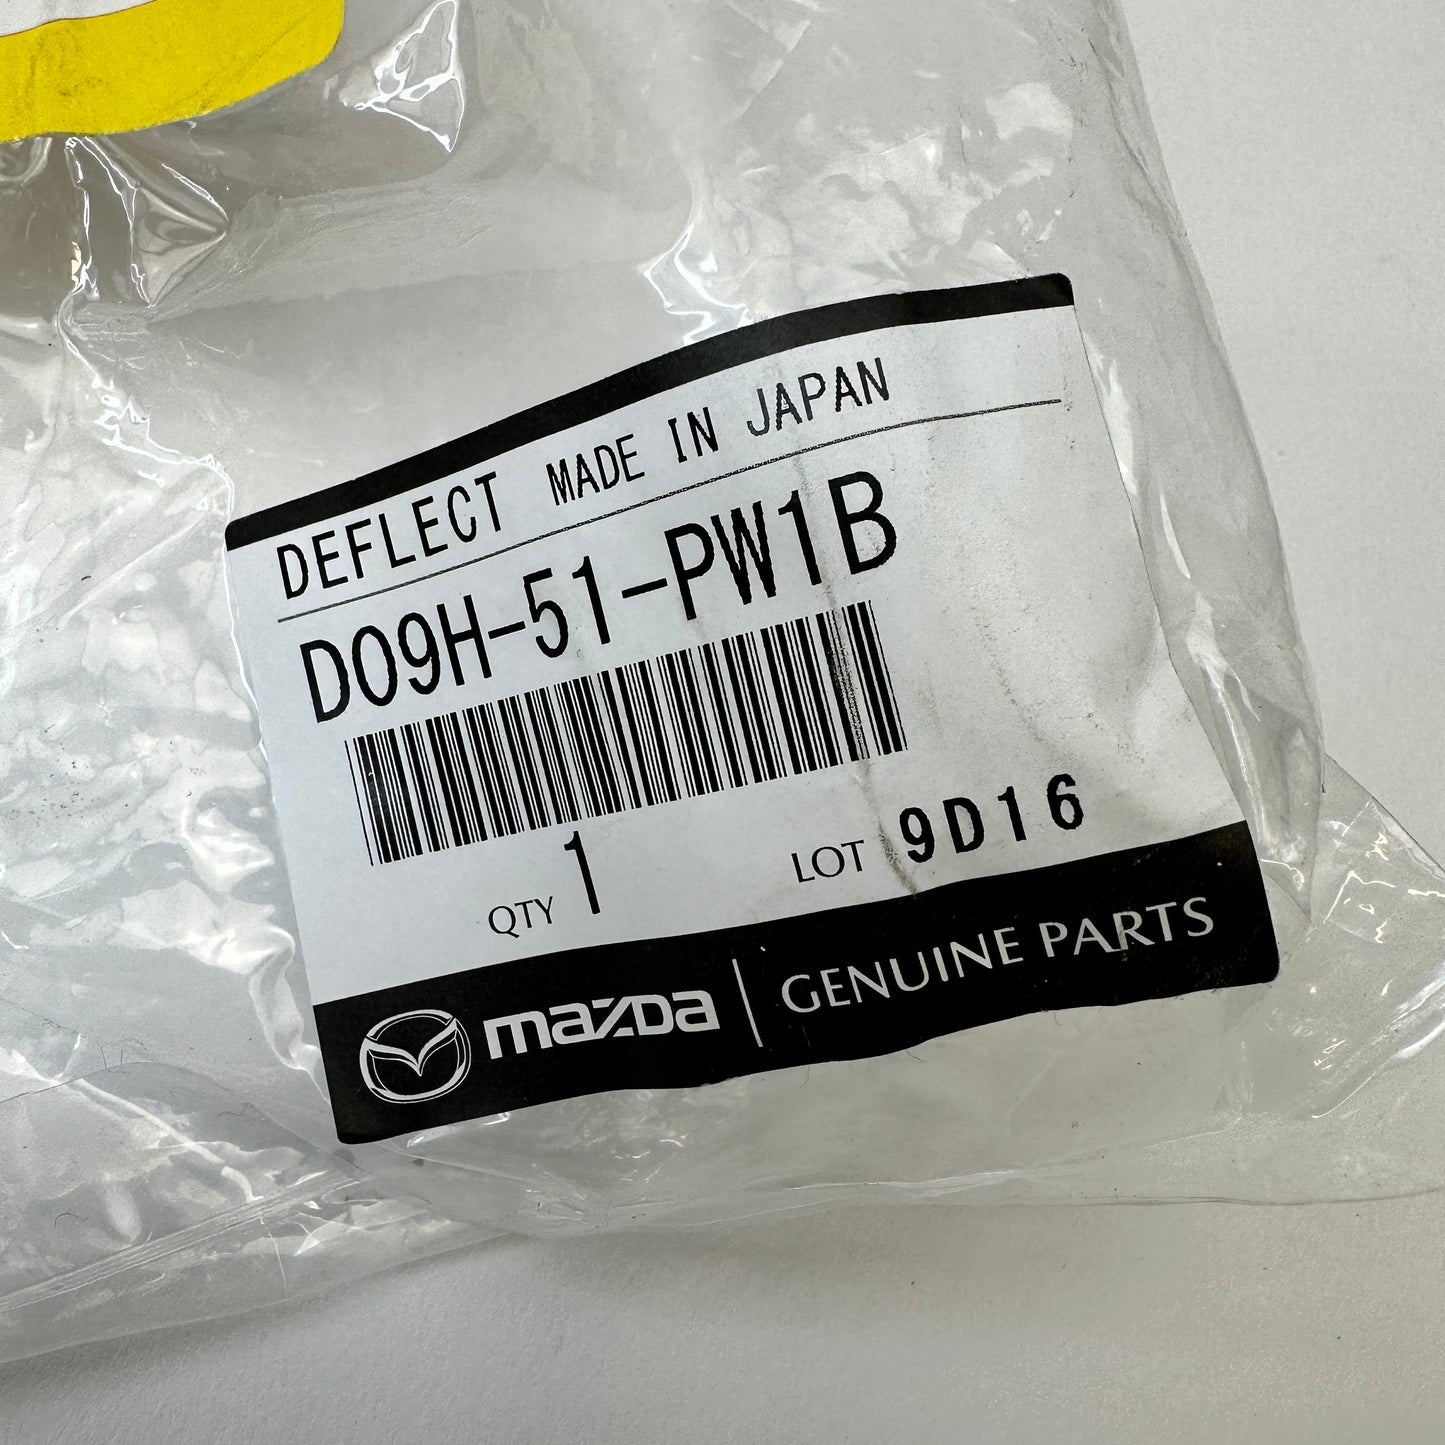 DEFLECT MADE IN JAPAN
D09H-51-PW1B
QTY 1 LOT 9D16
mazda | GENUINE PARTS